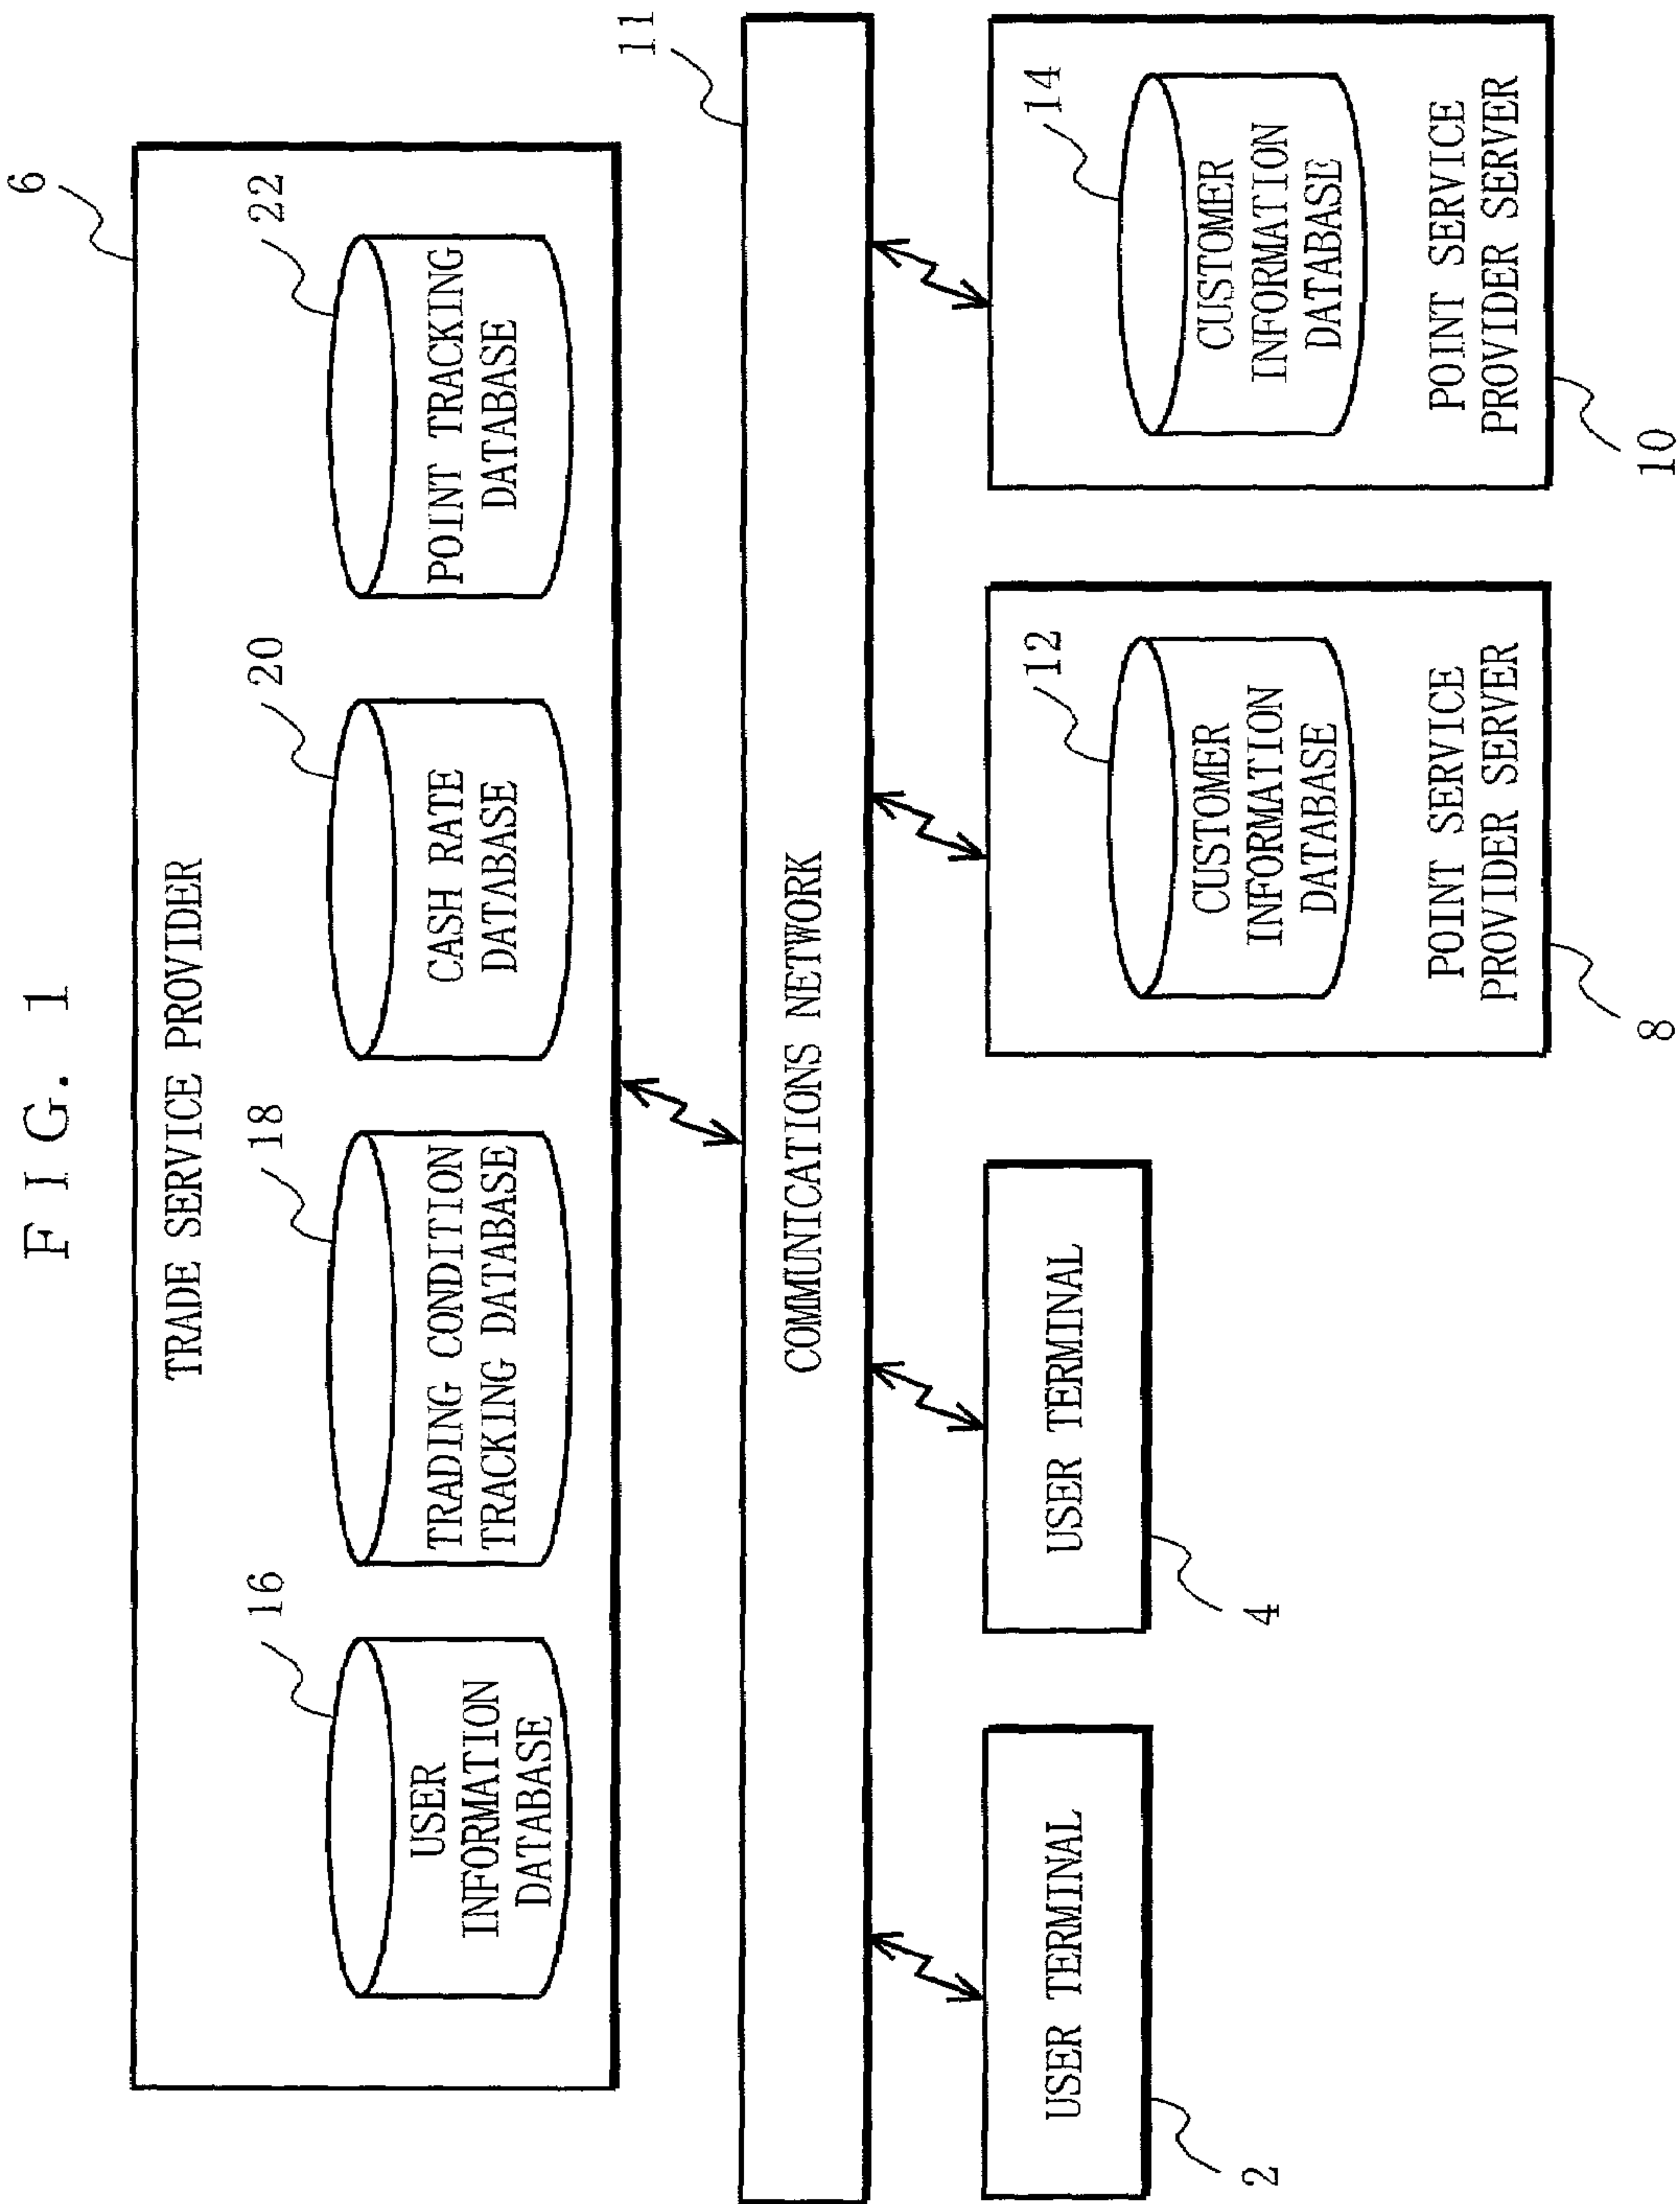 F I G. 1
6
TRADE SERVICE PROVIDER
16
18
20
22
USER
INFORMATION
DATABASE
TRADING CONDITION
TRACKING DATABASE
CASH RATE
DATABASE
POINT TRACKING
DATABASE
11
COMMUNICATIONS NETWORK
USER TERMINAL
2
USER TERMINAL
4
12
CUSTOMER
INFORMATION
DATABASE
POINT SERVICE
PROVIDER SERVER
8
14
CUSTOMER
INFORMATION
DATABASE
POINT SERVICE
PROVIDER SERVER
10